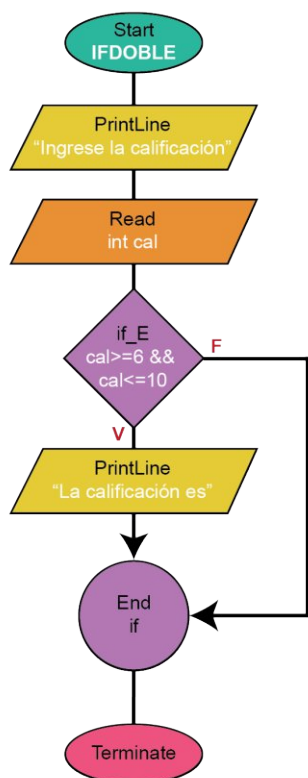 Start
IFDOBLE
PrintLine
“Ingrese la calificación”
Read
int cal
if_E
cal>=6 &&
cal<=10
F
V
PrintLine
“La calificación es”
End
if
Terminate